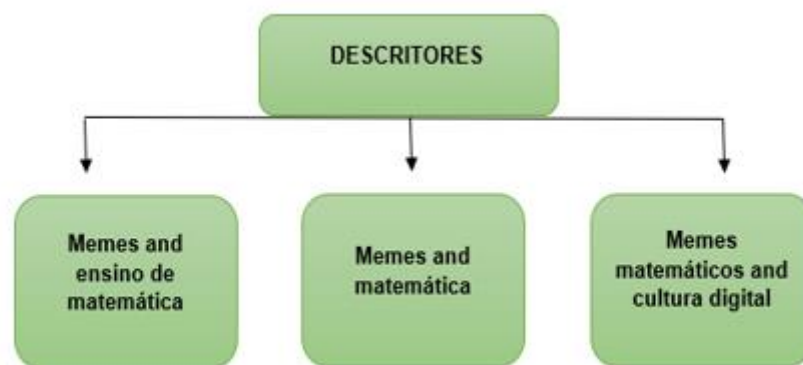 DESCRITORES
Memes and
ensino de
matemática
Memes and
matemática
Memes
matemáticos and
cultura digital